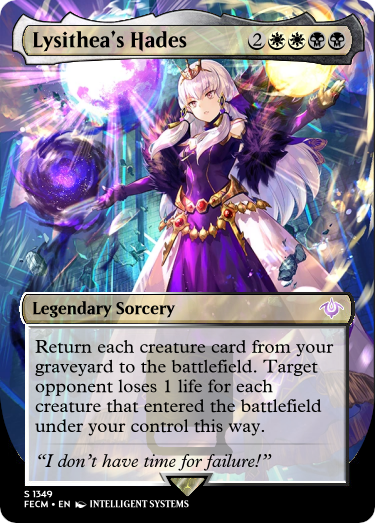 Lysithea's Hades 2
Legendary Sorcery
Return each creature card from your
graveyard to the battlefield. Target
opponent loses 1 life for each
creature that entered the battlefield
under your control this way.
“I don't have time for failure!”
S 1349
FECM • EN INTELLIGENT SYSTEMS